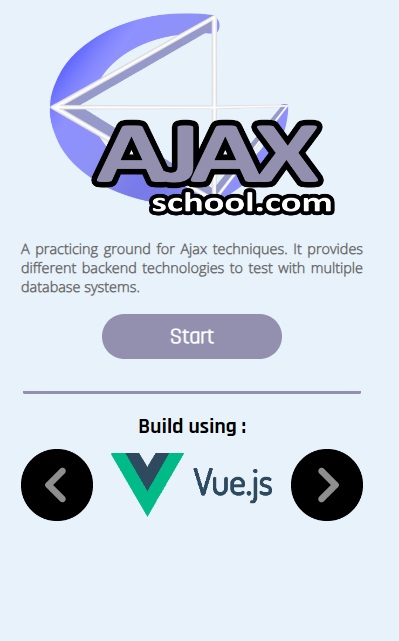 AJAX
school.com
A practicing ground for Ajax techniques. It provides
different backend technologies to test with multiple
database systems.
Start
Build using :
Vue.js